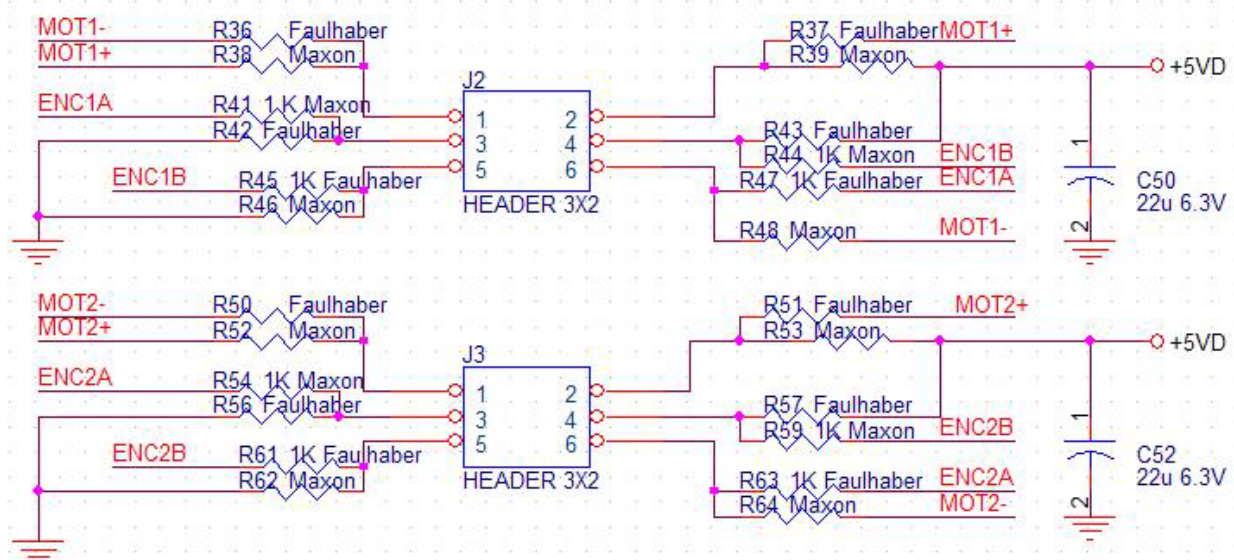 MOT1- R36 Faulhaber R37 Faulhaber MOT1+
MOT1+ R38 Maxon R39 Maxon
+5VD
J2
ENC1A R41 1 K Maxon
1 2
R42 Faulhaber 3 4 R43 Faulhaber
5 6 R44 1K Maxon ENC1B
ENC1B R45 1K Faulhaber R47 1K Faulhaber ENC1A
R46 Maxon HEADER 3X2
1 2 C50
22u 6.3V
R48 Maxon MOT1-
MOT2- R50 Faulhaber R51 Faulhaber MOT2+
MOT2+ R52 Maxon R53 Maxon
+5VD
J3
ENC2A R54 1K Maxon
1 2
R56 Faulhaber 3 4 R57 Faulhaber
5 6 R59 1K Maxon ENC2B
ENC2B R61 1K Faulhaber
R62 Maxon HEADER 3X2 R63 1K Faulhaber ENC2A
1 2 C52
22u 6.3V
R64 Maxon MOT2-